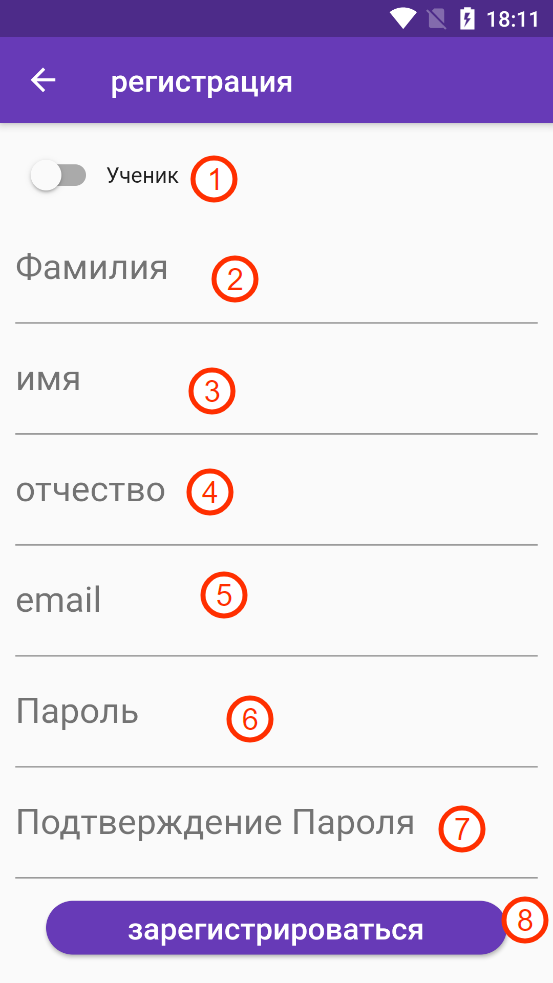 18:11
регистрация
Ученик 1
Фамилия 2
имя 3
отчество 4
email 5
Пароль 6
Подтверждение Пароля 7
зарегистрироваться 8